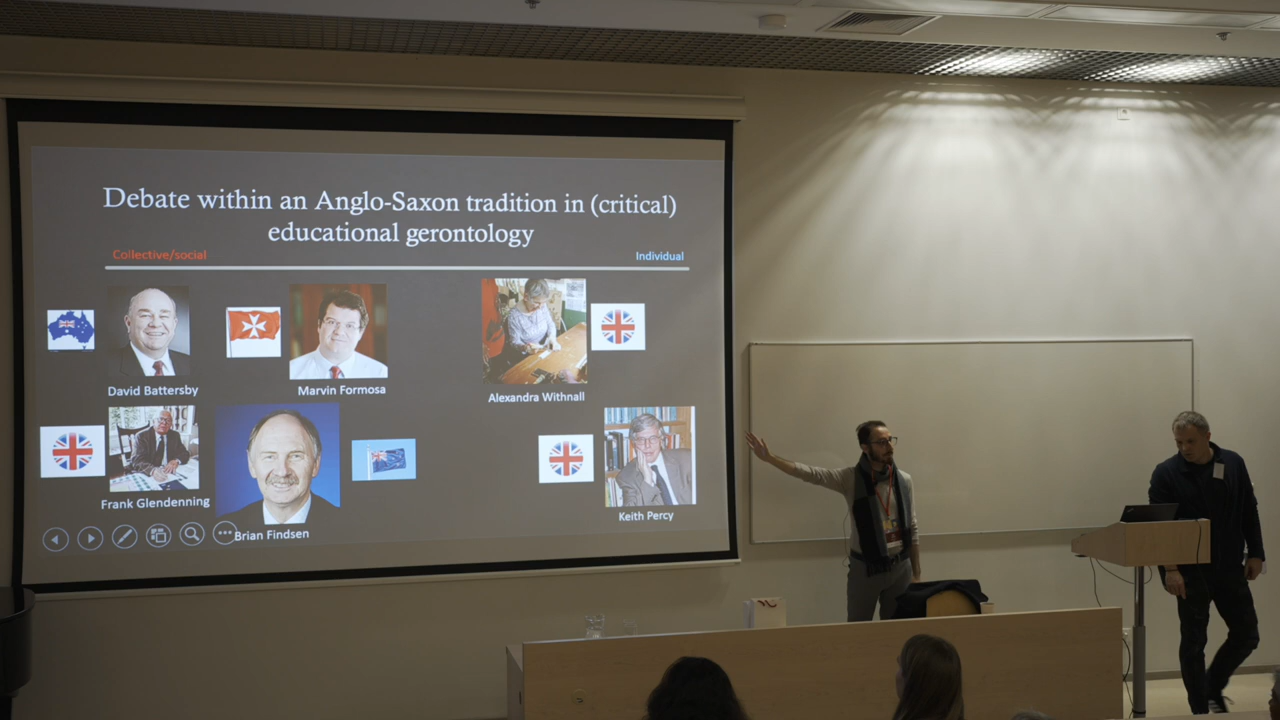 Debate within an Anglo-Saxon tradition in (critical)
educational gerontology
Collective/social
Individual
David Battersby
Marvin Formosa
Alexandra Withnall
Frank Glendenning
Brian Findsen
Keith Percy